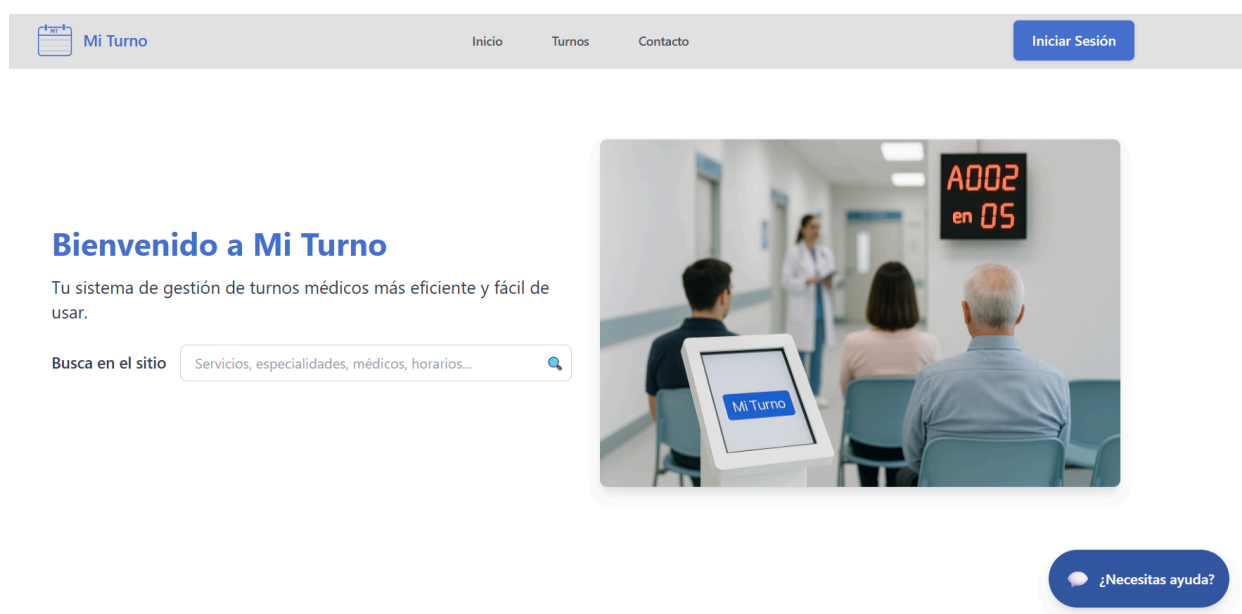 MT
Mi Turno
Inicio
Turnos
Contacto
Iniciar Sesión
A002
en 05
Bienvenido a Mi Turno
Tu sistema de gestión de turnos médicos más eficiente y fácil de
usar.
Busca en el sitio
Servicios, especialidades, médicos, horarios...
Mi Turno
¿Necesitas ayuda?